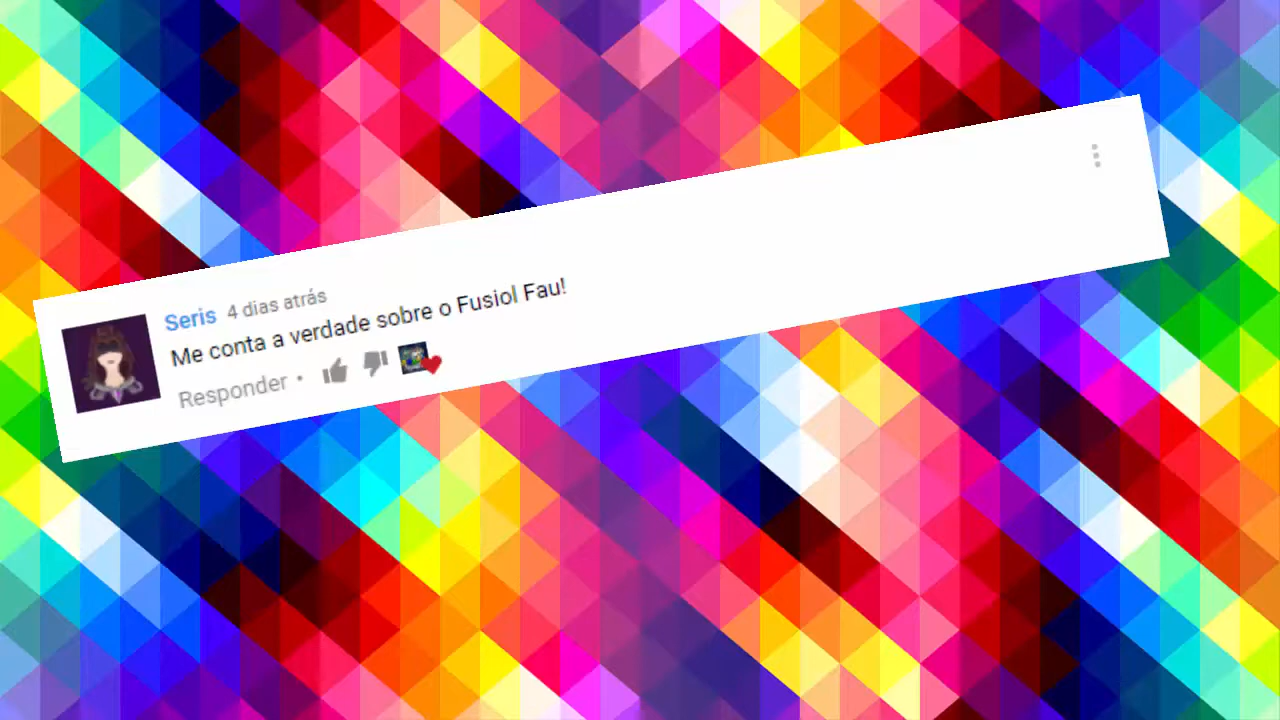 Seris 4 dias atrás
Me conta a verdade sobre o Fusiol Fau!
Responder •